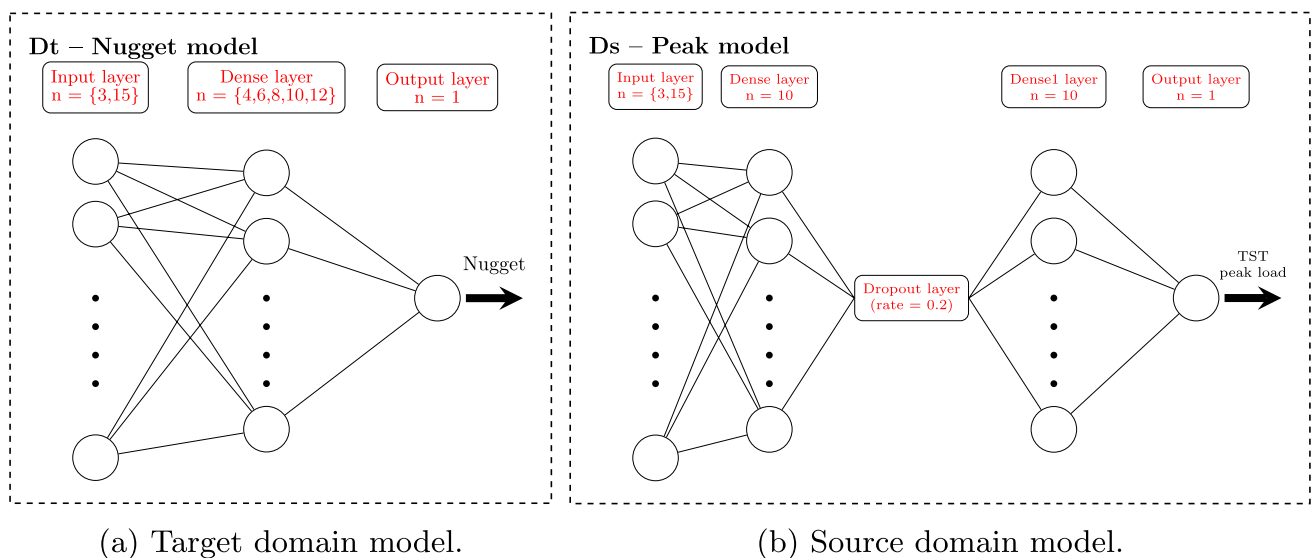 Dt – Nugget model
Input layer
n = {3,15}
Dense layer
n = {4,6,8,10,12}
Output layer
n = 1
Nugget
(a) Target domain model.
Ds – Peak model
Input layer
n = {3,15}
Dense layer
n = 10
Dropout layer
(rate = 0.2)
Dense1 layer
n = 10
Output layer
n = 1
TST
peak load
(b) Source domain model.